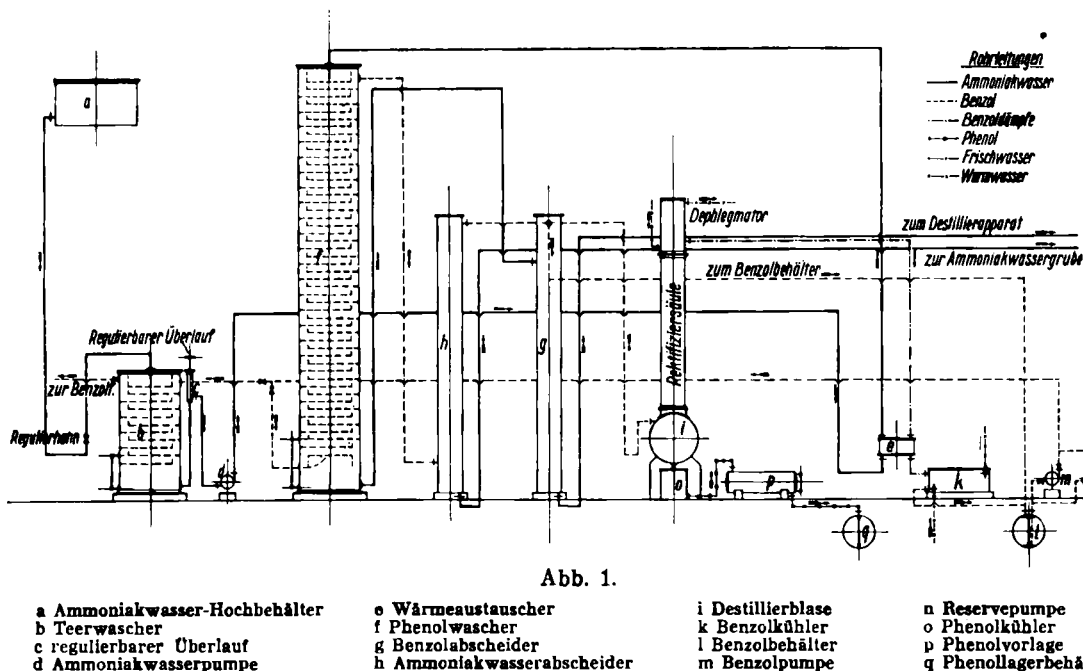 Rohrleitungen
Ammoniakwasser
Benzol
Benzoldämpfe
Phenol
Frischwasser
Warmwasser
a
f
Dephlegmator
zum Destillierapparat
zur Ammoniakwassergrube
zum Benzolbehälter
Rektifiziersäule
Regulierbarer Überlauf
h
g
c
zur Benzolf.
Regulierhahn
b
d
i
e
o
p
k
m
q
l
Abb. 1.
a Ammoniakwasser-Hochbehälter
b Teerwascher
c regulierbarer Überlauf
d Ammoniakwasserpumpe
e Wärmeaustauscher
f Phenolwascher
g Benzolabscheider
h Ammoniakwasserabscheider
i Destillierblase
k Benzolkühler
l Benzolbehälter
m Benzolpumpe
n Reservepumpe
o Phenolkühler
p Phenolvorlage
q Phenollagerbehä